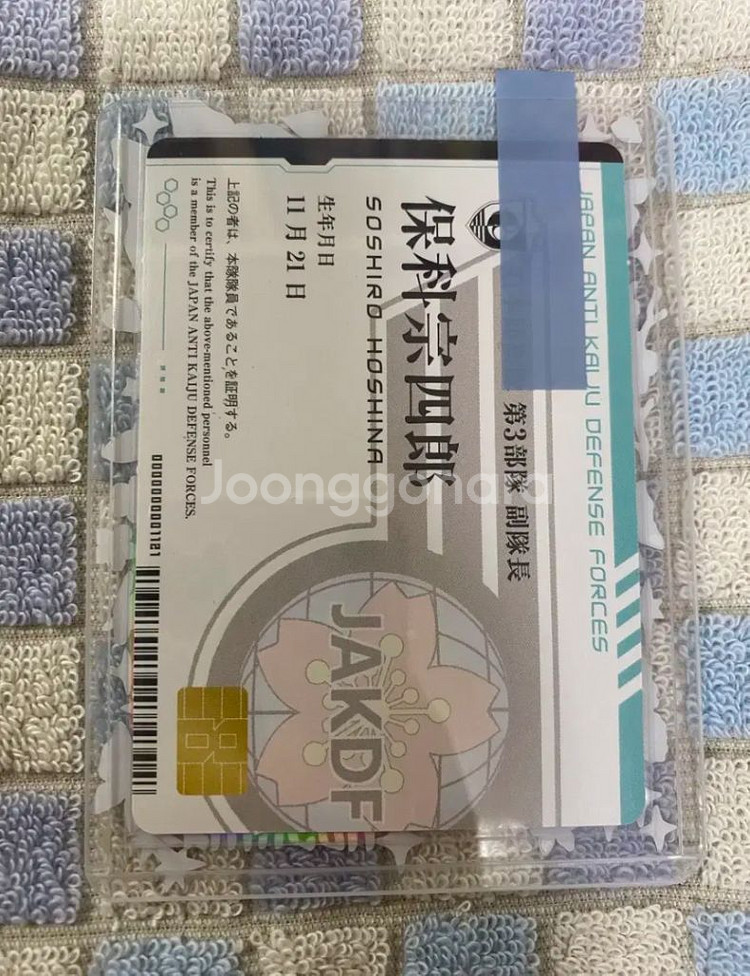 JAPAN ANTI KAIJU DEFENSE FORCES
第3部隊 副隊長
保科宗四郎
SOSHIRO HOSHINA
生年月日
11月21日
上記の者は、本隊隊員であることを証明する。
This is to certify that the above-mentioned personnel
is a member of the JAPAN ANTI KAIJU DEFENSE FORCES.
0000000001121
JAKDF
Joonggonara